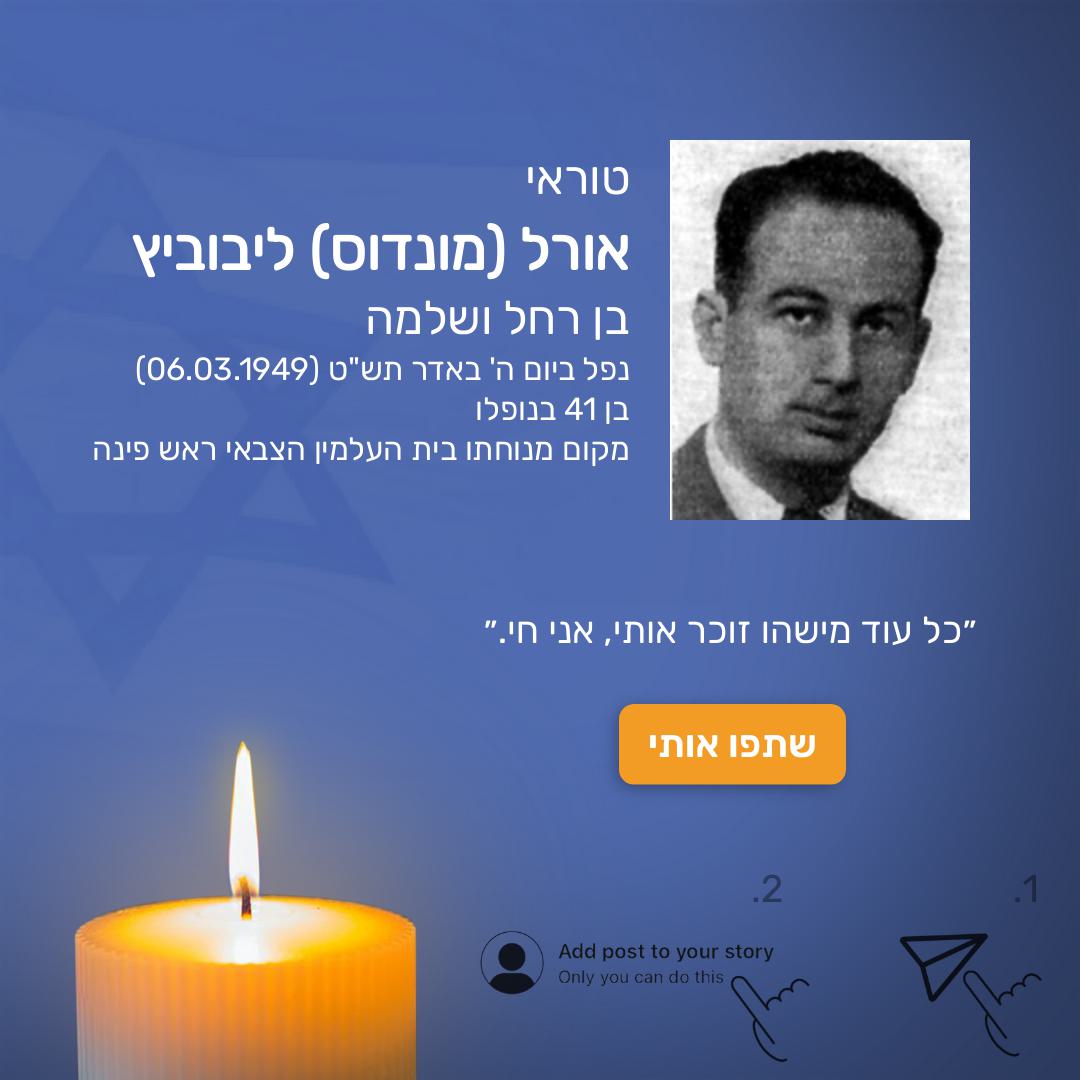 טוראי
אורל (מונדוס) ליבוביץ
בן רחל ושלמה
נפל ביום ה' באדר תש"ט (06.03.1949)
בן 41 בנופלו
מקום מנוחתו בית העלמין הצבאי ראש פינה
״כל עוד מישהו זוכר אותי, אני חי.״
שתפו אותי
.1
.2
Add post to your story
Only you can do this